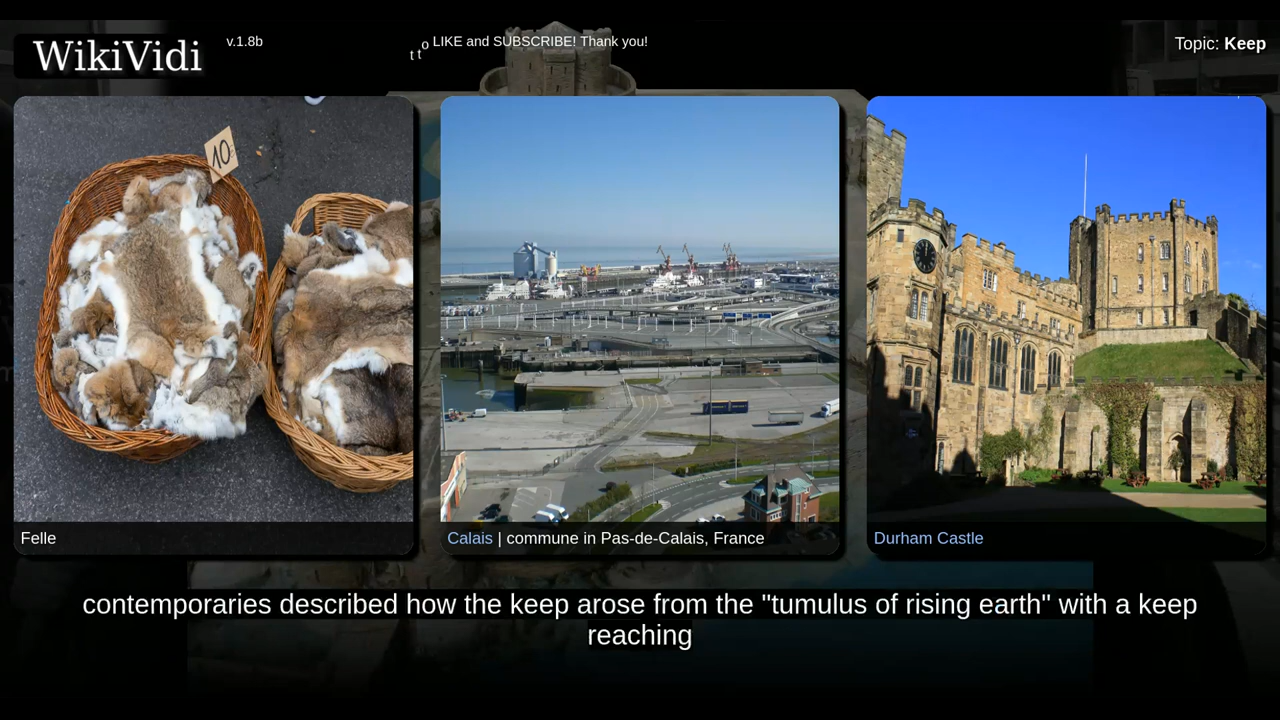 WikiVidi
v.1.8b
t to LIKE and SUBSCRIBE! Thank you!
Topic: Keep
10
Felle
Calais | commune in Pas-de-Calais, France
Durham Castle
contemporaries described how the keep arose from the "tumulus of rising earth" with a keep
reaching